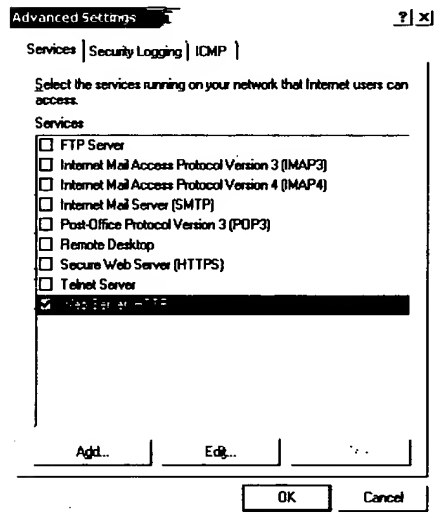 Advanced Settings
? x
Services Security Logging ICMP
Select the services running on your network that Internet users can
access.
Services
FTP Server
Internet Mail Access Protocol Version 3 (IMAP3)
Internet Mail Access Protocol Version 4 (IMAP4)
Internet Mail Server (SMTP)
Post-Office Protocol Version 3 (POP3)
Remote Desktop
Secure Web Server (HTTPS)
Telnet Server
Web Server HTTP
Add... Edit...
OK Cancel